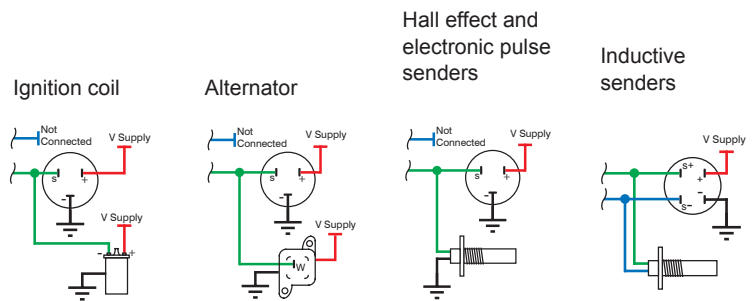 Ignition coil
Not
Connected
V Supply
S
+
-
V Supply
-
+
Alternator
Not
Connected
V Supply
S
+
-
V Supply
W
Hall effect and
electronic pulse
senders
Not
Connected
V Supply
S
+
-
Inductive
senders
V Supply
S+
+
-
S-